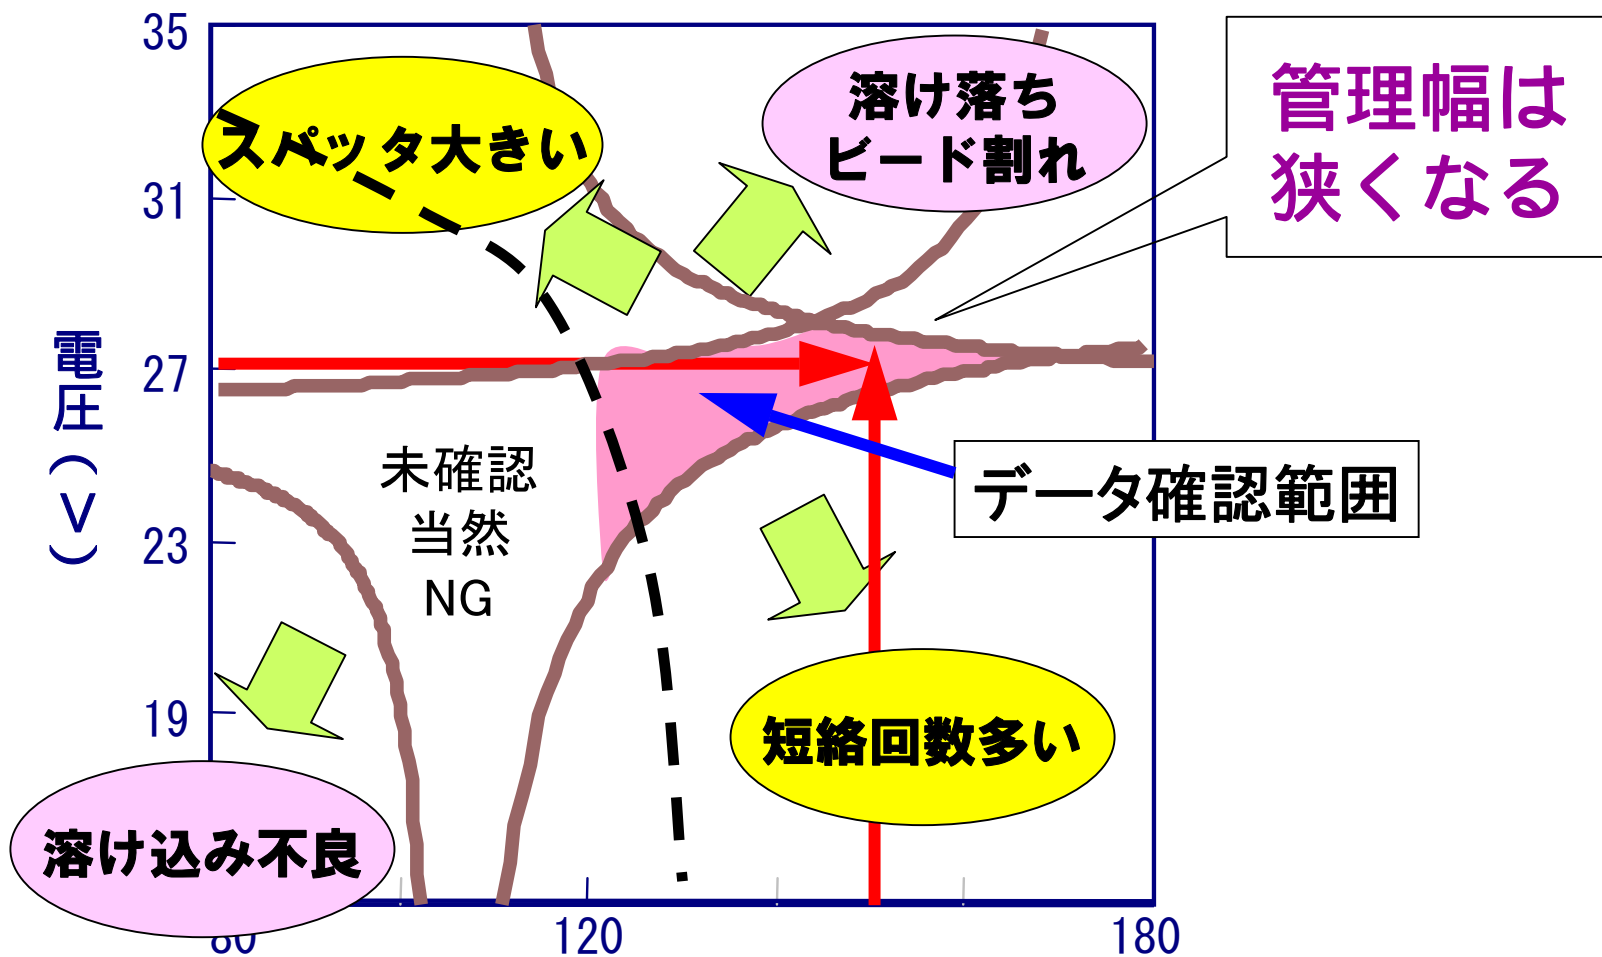 35
31
27
23
19
80
120
180
電圧(V)
スパッタ大きい
溶け落ち
ビード割れ
管理幅は
狭くなる
未確認
当然
NG
データ確認範囲
短絡回数多い
溶け込み不良